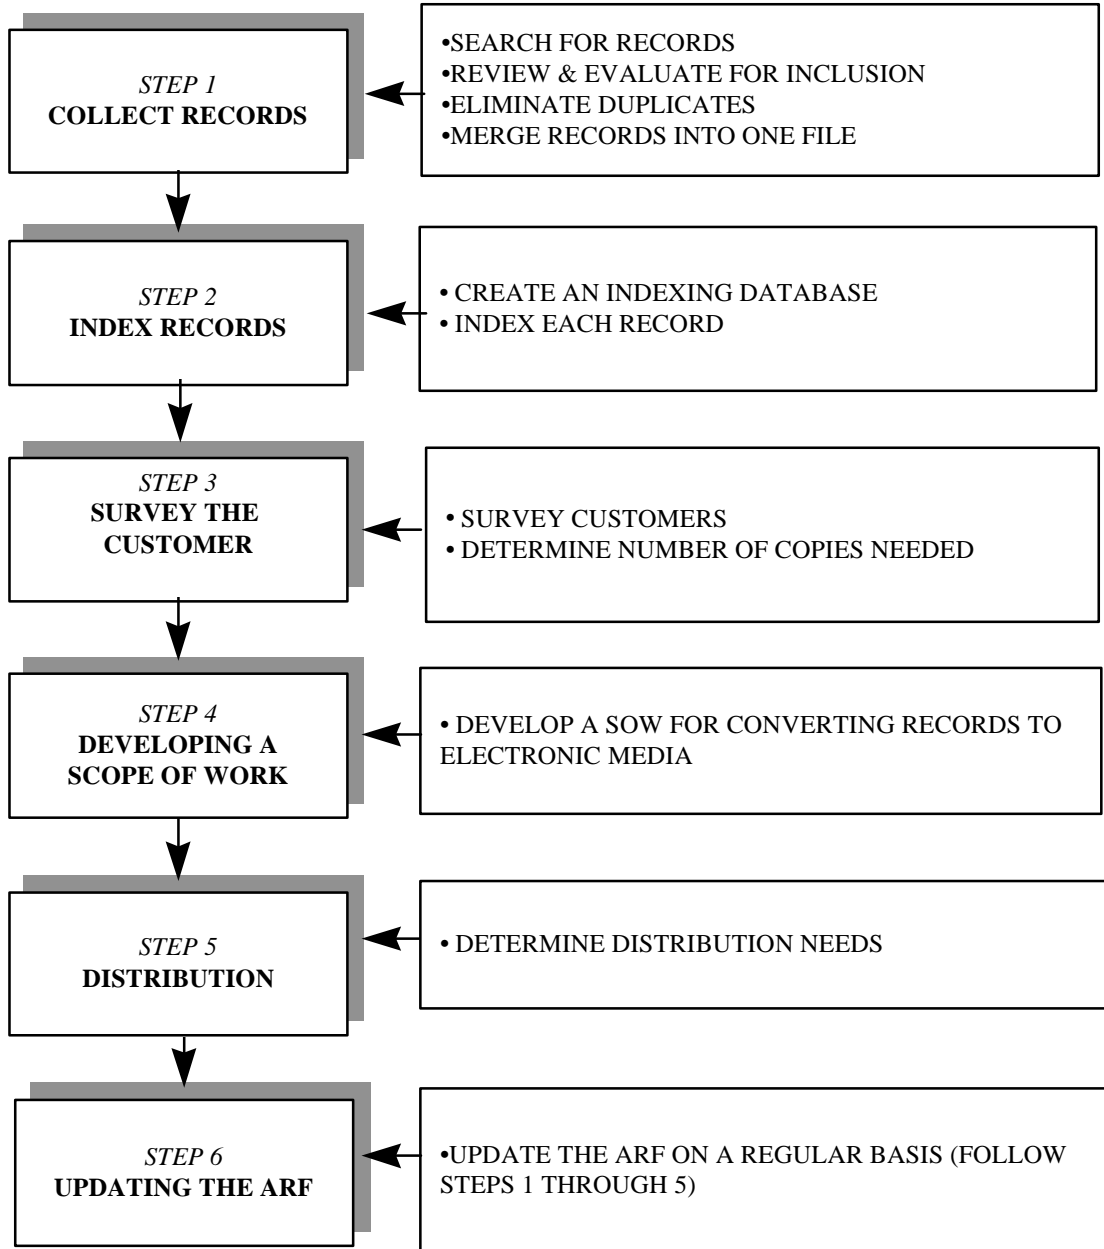 STEP 1
COLLECT RECORDS
•SEARCH FOR RECORDS
•REVIEW & EVALUATE FOR INCLUSION
•ELIMINATE DUPLICATES
•MERGE RECORDS INTO ONE FILE
STEP 2
INDEX RECORDS
• CREATE AN INDEXING DATABASE
• INDEX EACH RECORD
STEP 3
SURVEY THE
CUSTOMER
• SURVEY CUSTOMERS
• DETERMINE NUMBER OF COPIES NEEDED
STEP 4
DEVELOPING A
SCOPE OF WORK
• DEVELOP A SOW FOR CONVERTING RECORDS TO
ELECTRONIC MEDIA
STEP 5
DISTRIBUTION
• DETERMINE DISTRIBUTION NEEDS
STEP 6
UPDATING THE ARF
•UPDATE THE ARF ON A REGULAR BASIS (FOLLOW
STEPS 1 THROUGH 5)